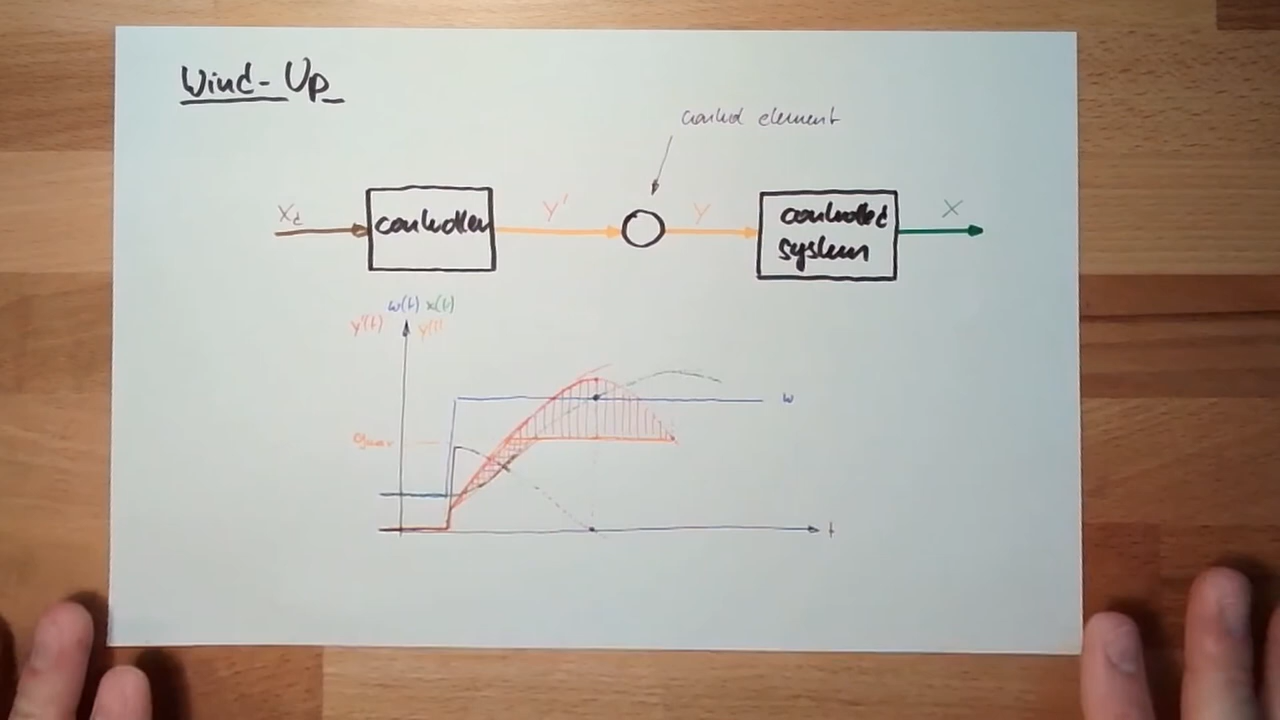 Wind-Up
control element
Xd
controller
Y'
Y
controlled
system
X
w(t) x(t)
y'(t)
y(t)
w
t